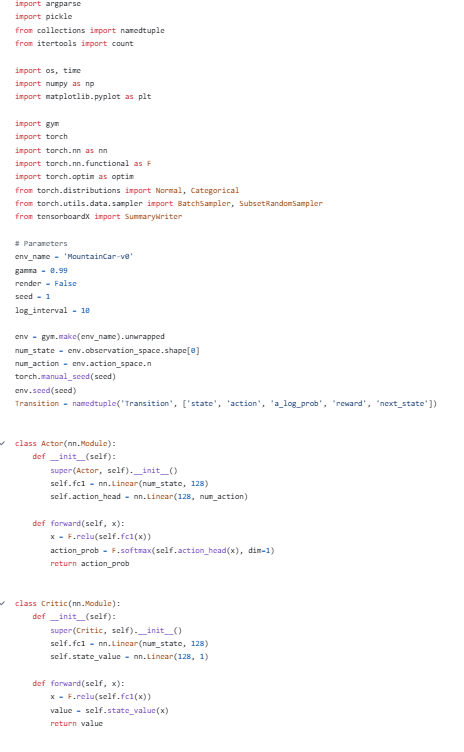 import argparse
import pickle
from collections import namedtuple
from itertools import count

import os, time
import numpy as np
import matplotlib.pyplot as plt

import gym
import torch
import torch.nn as nn
import torch.nn.functional as F
import torch.optim as optim
from torch.distributions import Normal, Categorical
from torch.utils.data.sampler import BatchSampler, SubsetRandomSampler
from tensorboardX import SummaryWriter

# Parameters
env_name = 'MountainCar-v0'
gamma = 0.99
render = False
seed = 1
log_interval = 10

env = gym.make(env_name).unwrapped
num_state = env.observation_space.shape[0]
num_action = env.action_space.n
torch.manual_seed(seed)
env.seed(seed)
Transition = namedtuple('Transition', ['state', 'action', 'a_log_prob', 'reward', 'next_state'])

class Actor(nn.Module):
    def __init__(self):
        super(Actor, self).__init__()
        self.fc1 = nn.Linear(num_state, 128)
        self.action_head = nn.Linear(128, num_action)

    def forward(self, x):
        x = F.relu(self.fc1(x))
        action_prob = F.softmax(self.action_head(x), dim=1)
        return action_prob

class Critic(nn.Module):
    def __init__(self):
        super(Critic, self).__init__()
        self.fc1 = nn.Linear(num_state, 128)
        self.state_value = nn.Linear(128, 1)

    def forward(self, x):
        x = F.relu(self.fc1(x))
        value = self.state_value(x)
        return value